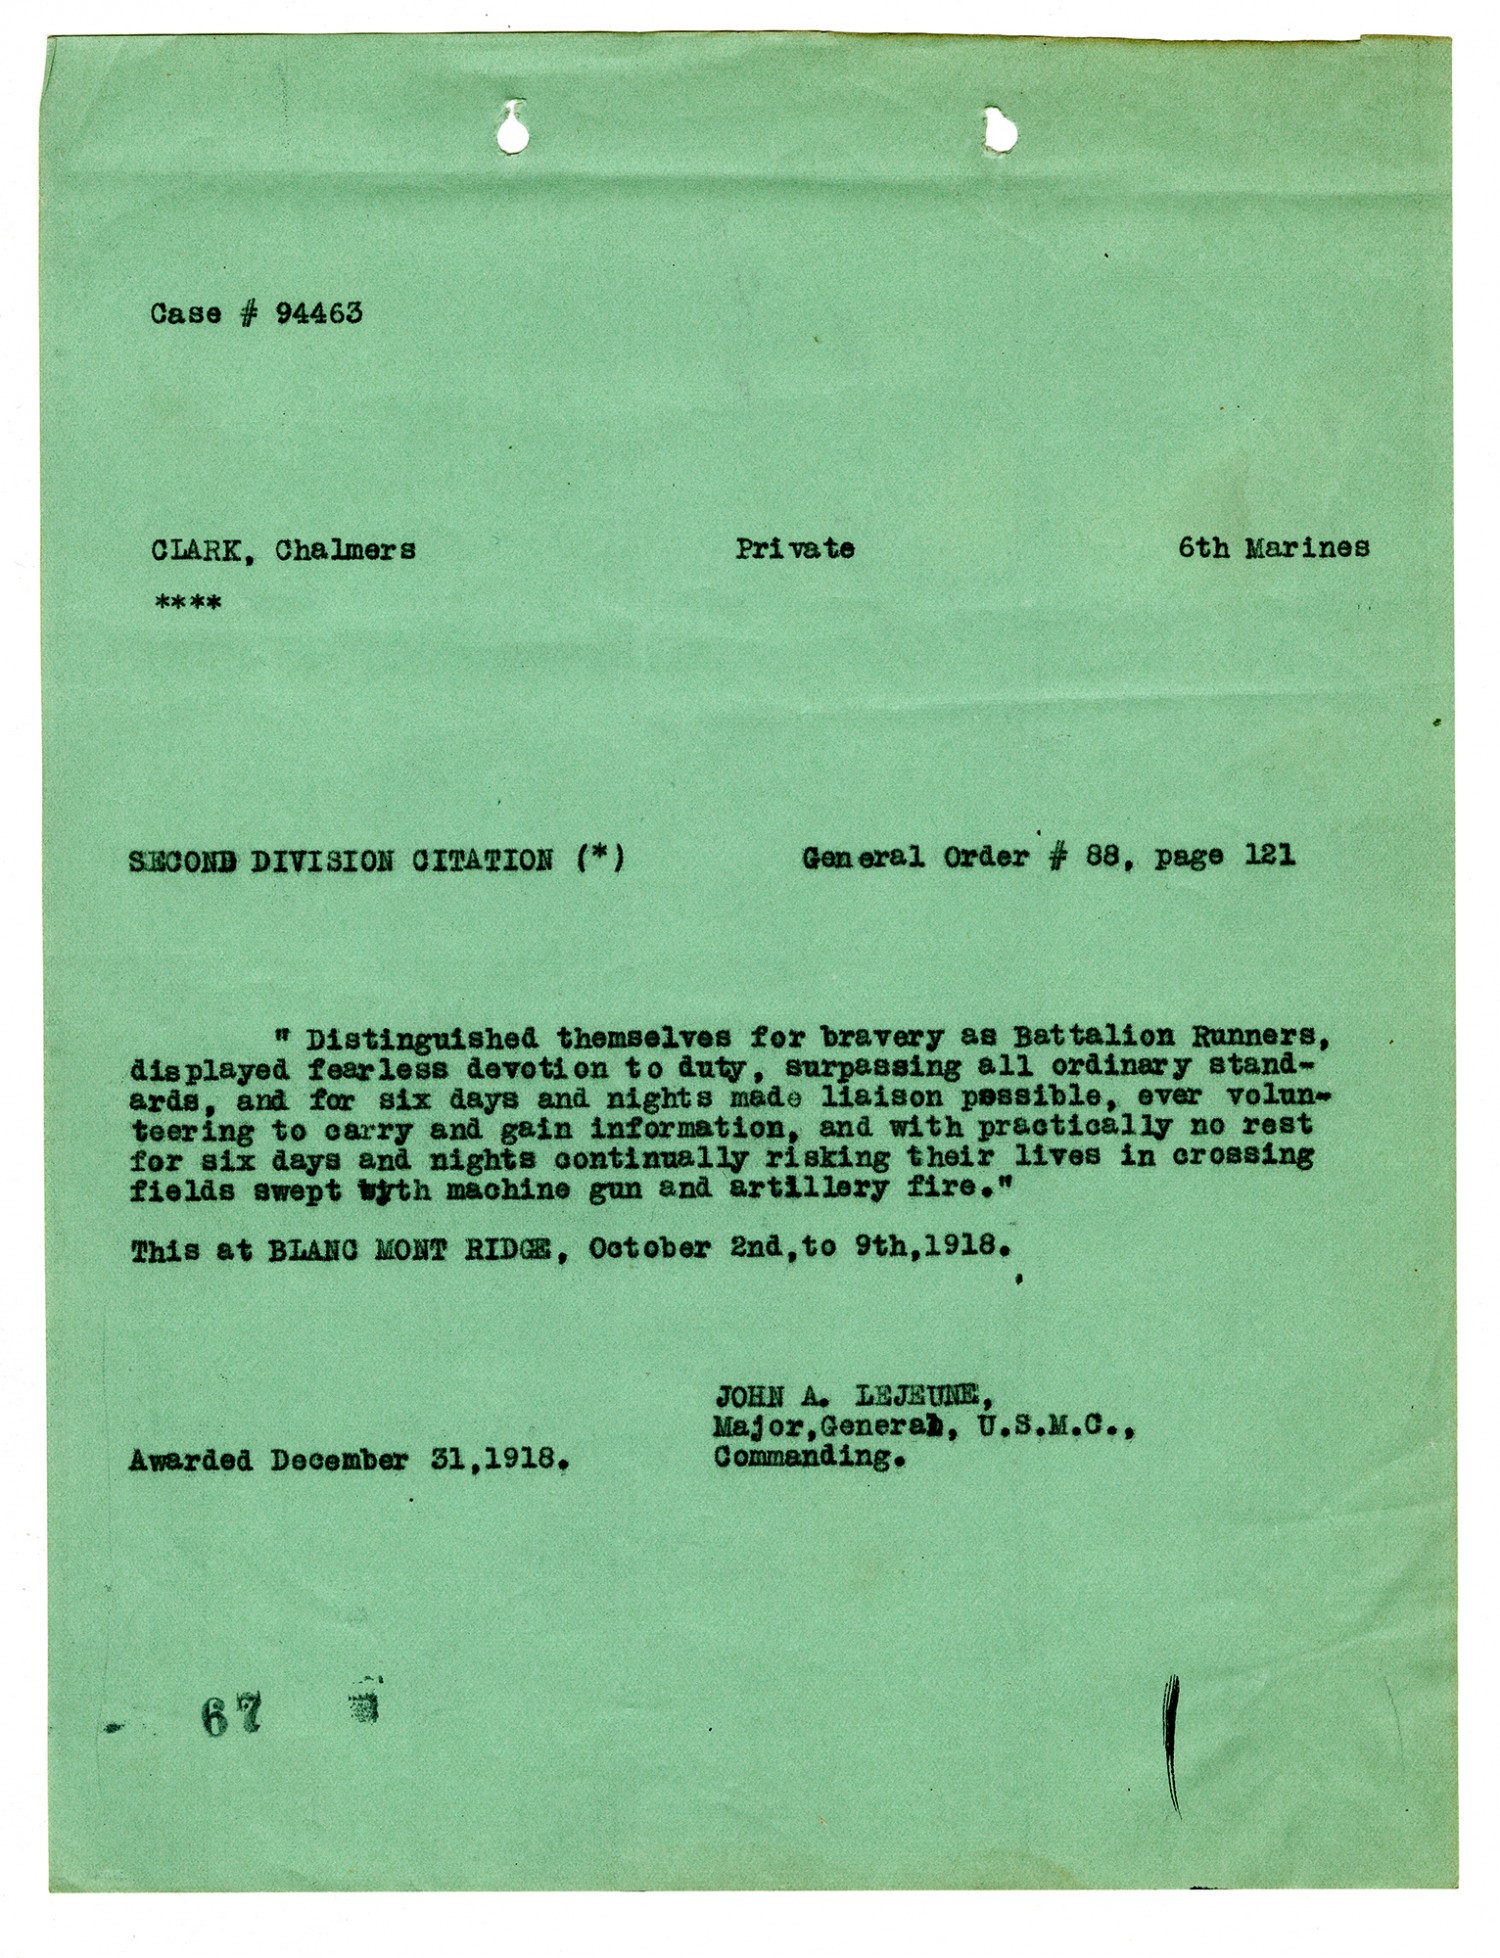 Case # 94463
CLARK, Chalmers Private 6th Marines
****
SECOND DIVISION CITATION (*) General Order # 88, page 121
" Distinguished themselves for bravery as Battalion Runners,
displayed fearless devotion to duty, surpassing all ordinary stand-
ards, and for six days and nights made liaison possible, ever volun-
teering to carry and gain information, and with practically no rest
for six days and nights continually risking their lives in crossing
fields swept with machine gun and artillery fire."
This at BLANC MONT RIDGE, October 2nd,to 9th,1918.
JOHN A. LEJEUNE,
Major,General, U.S.M.C.,
Awarded December 31,1918. Commanding.
67